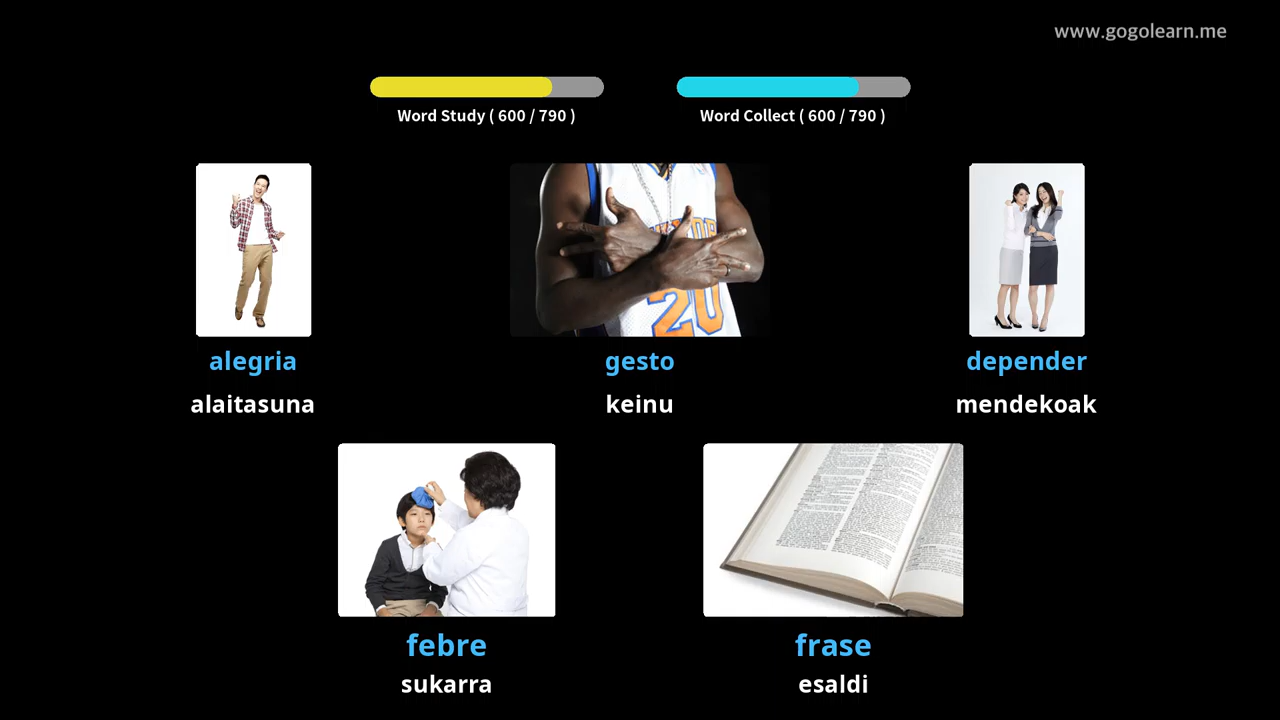 www.gogolearn.me
Word Study ( 600 / 790 )
Word Collect ( 600 / 790 )
alegria
gesto
depender
alaitasuna
keinu
mendekoak
20
febre
frase
sukarra
esaldi